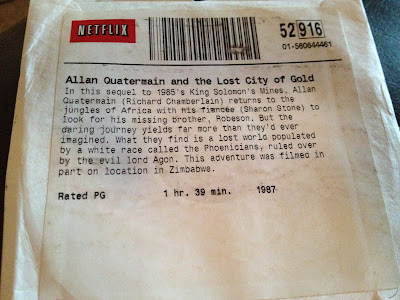 NETFLIX
52 916
01-560644461
Allan Quatermain and the Lost City of Gold
In this sequel to 1985's King Solomon's Mines, Allan
Quatermain (Richard Chamberlain) returns to the
jungles of Africa with his fiancée (Sharon Stone) to
look for his missing brother, Robeson. But the
daring journey yields far more than they'd ever
imagined. What they find is a lost world populated
by a white race called the Phoenicians, ruled over
by the evil lord Agon. This adventure was filmed in
part on location in Zimbabwe.
Rated PG 1 hr. 39 min. 1987